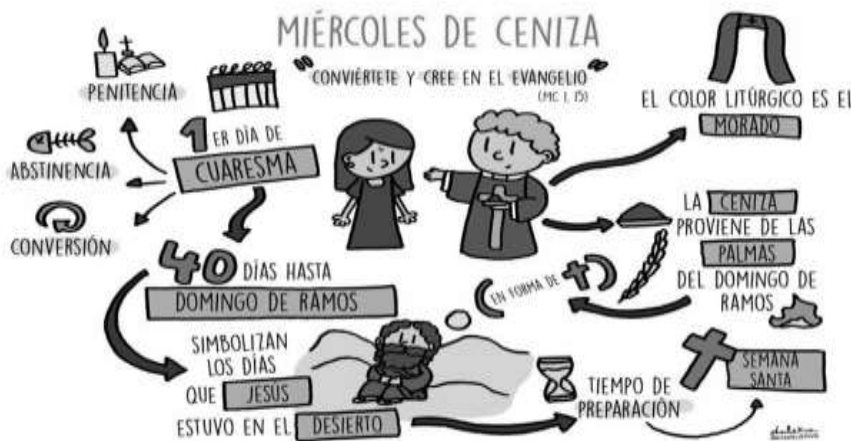 MIÉRCOLES DE CENIZA
"CONVIÉRTETE Y CREE EN EL EVANGELIO"
(MC 1, 15)
PENITENCIA
ABSTINENCIA
CONVERSIÓN
1ER DÍA DE
CUARESMA
40 DÍAS HASTA
DOMINGO DE RAMOS
SIMBOLIZAN
LOS DÍAS
QUE JESÚS
ESTUVO EN EL DESIERTO
TIEMPO DE
PREPARACIÓN
SEMANA
SANTA
EL COLOR LITÚRGICO ES EL
MORADO
LA CENIZA
PROVIENE DE LAS
PALMAS
DEL DOMINGO DE
RAMOS
(EN FORMA DE )